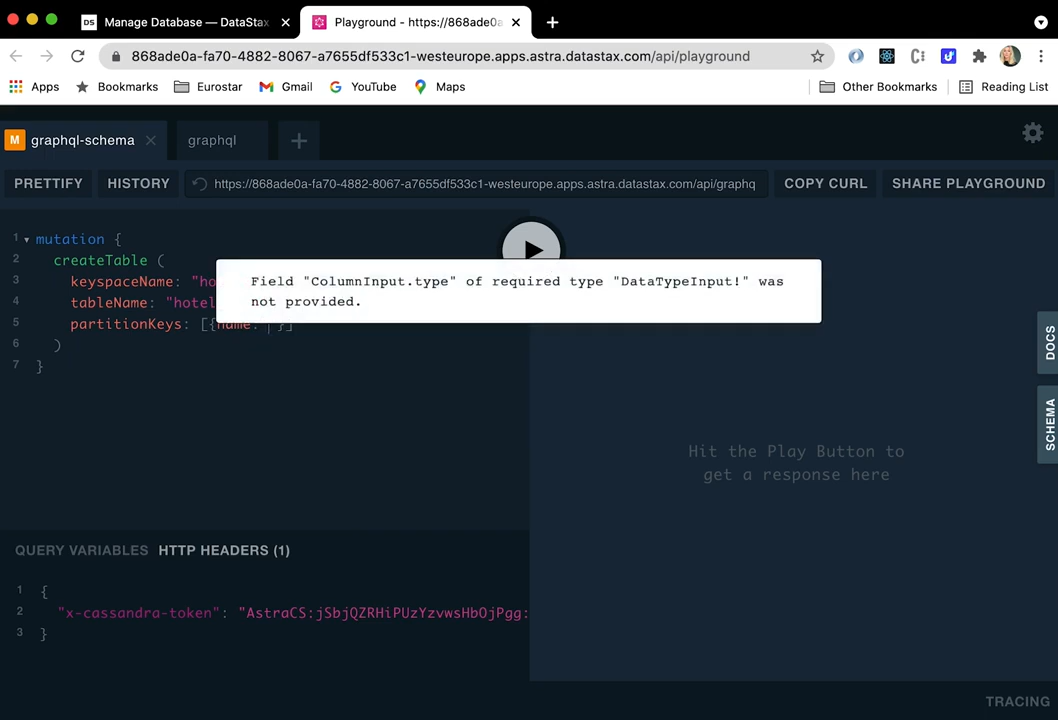 Manage Database — DataStax
Playground - https://868ade0a
868ade0a-fa70-4882-8067-a7655df533c1-westeurope.apps.astra.datastax.com/api/playground
Apps Bookmarks Eurostar Gmail YouTube Maps Other Bookmarks Reading List
M graphql-schema graphql
PRETTIFY HISTORY https://868ade0a-fa70-4882-8067-a7655df533c1-westeurope.apps.astra.datastax.com/api/graphq COPY CURL SHARE PLAYGROUND
1 mutation {
2 createTable (
3 keyspaceName: "ho
4 tableName: "hotel
5 partitionKeys: [{name: }]
6 )
7 }
Field "ColumnInput.type" of required type "DataTypeInput!" was
not provided.
DOCS
SCHEMA
Hit the Play Button to
get a response here
QUERY VARIABLES HTTP HEADERS (1)
1 {
2 "x-cassandra-token": "AstraCS:jSbjQZRHiPUzYzvwsHbOjPgg:
3 }
TRACING